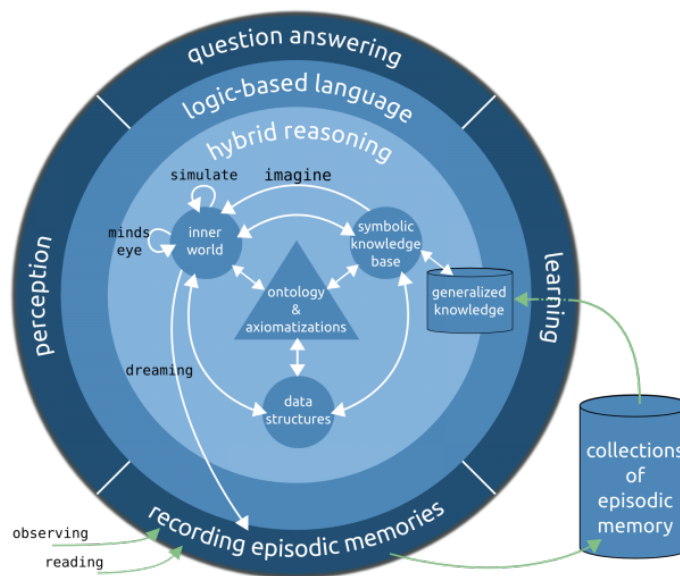 question answering
logic-based language
hybrid reasoning
simulate
imagine
minds
eye
inner
world
symbolic
knowledge
base
perception
learning
ontology
&
axiomatizations
generalized
knowledge
dreaming
data
structures
collections
of
episodic
memory
recording episodic memories
observing
reading